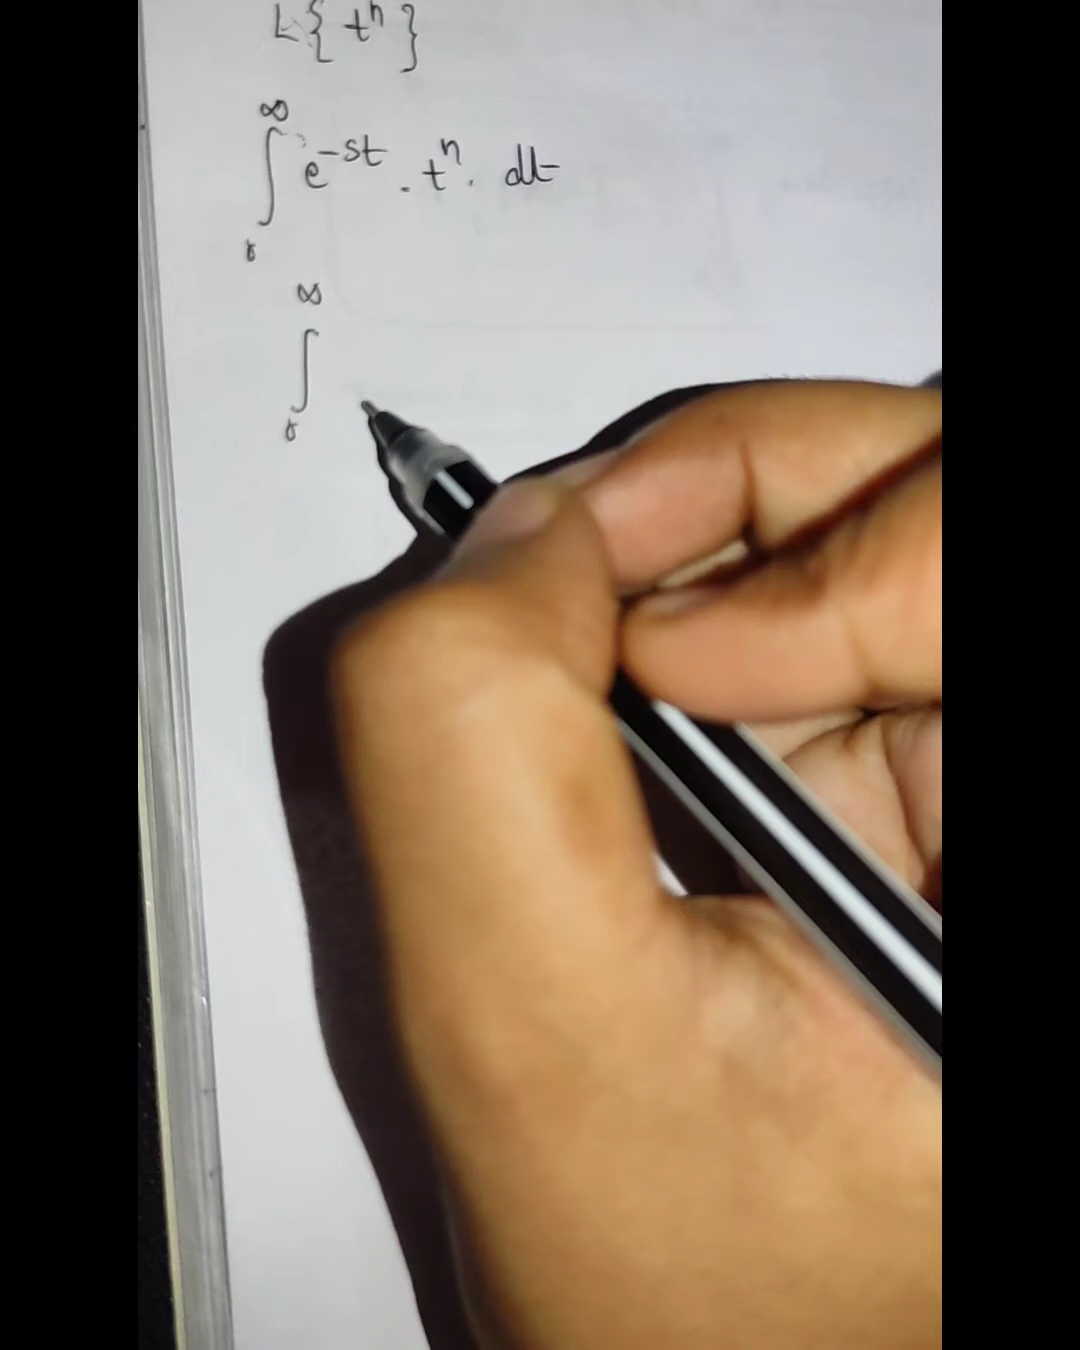 L{ tⁿ }
∫₀^∞ e^{-st} . tⁿ . dt
∫₀^∞